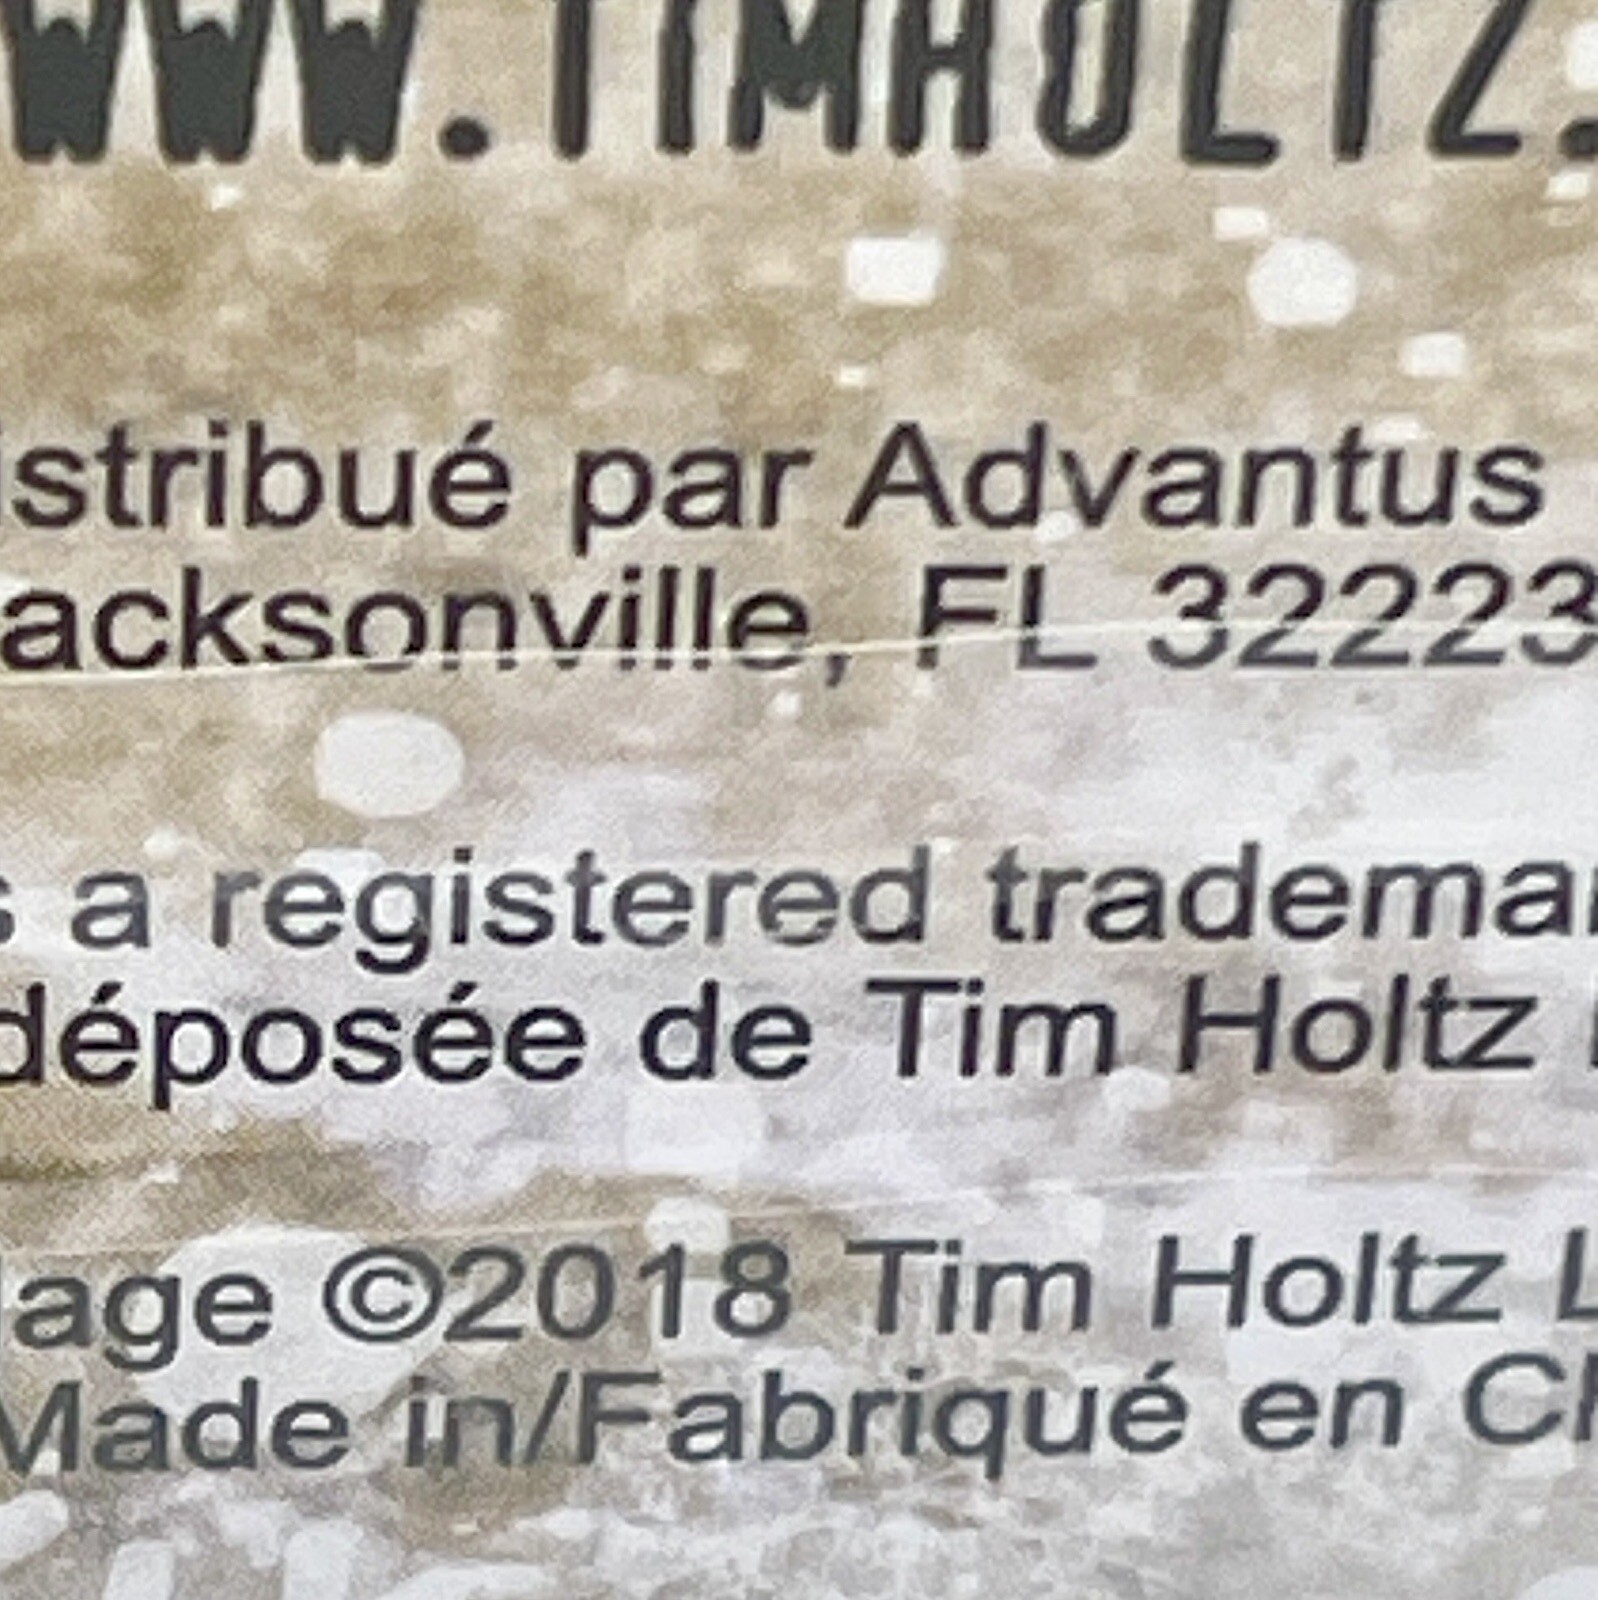 WWW.TIMHOLTZ.
istribué par Advantus
acksonville, FL 32223
s a registered tradema
déposée de Tim Holtz
lage ©2018 Tim Holtz L
Made in/Fabriqué en Ch